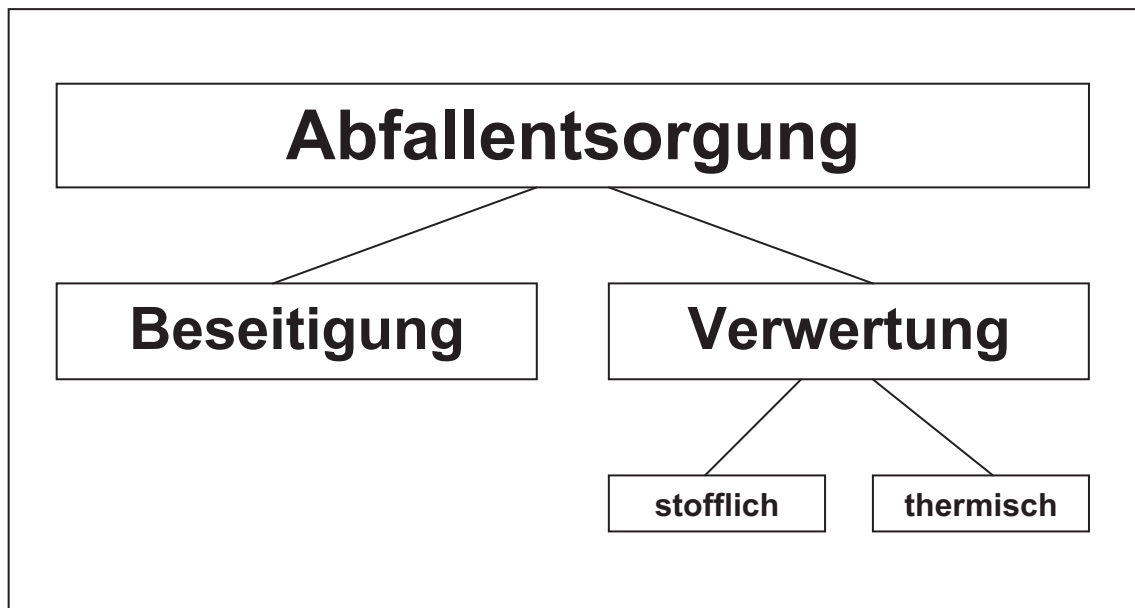 Abfallentsorgung
Beseitigung
Verwertung
stofflich
thermisch